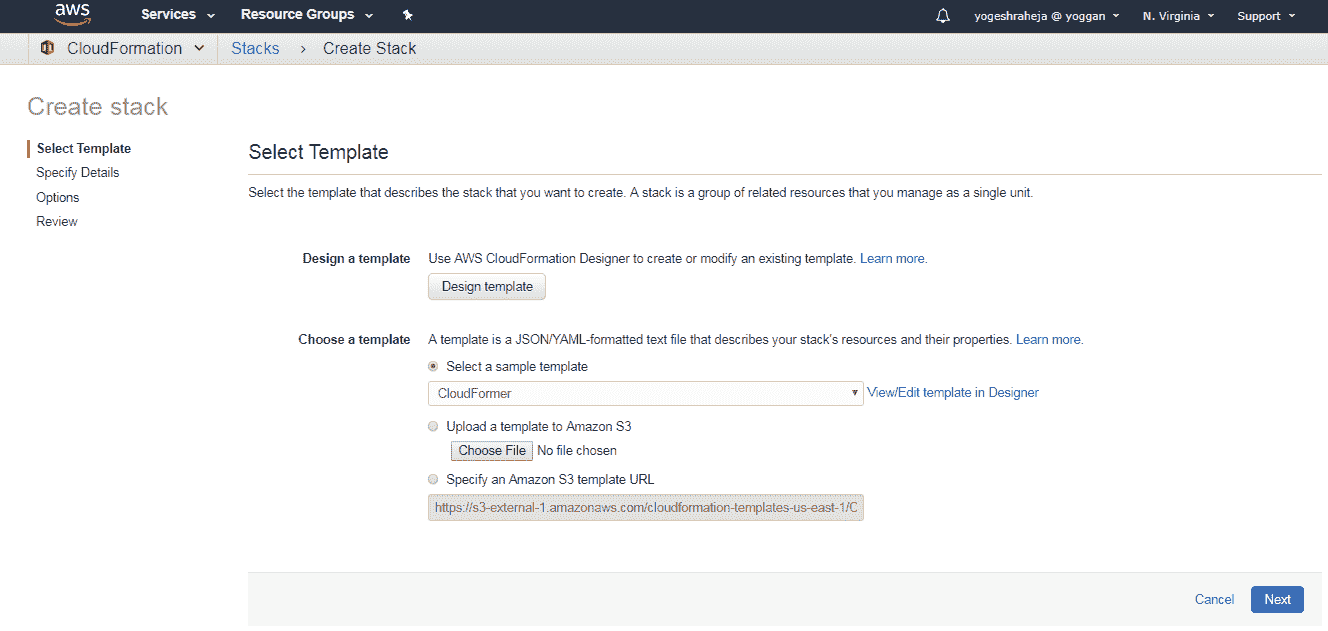 aws Services Resource Groups yogeshraheja @ yoggan N. Virginia Support
CloudFormation Stacks › Create Stack
Create stack
Select Template
Specify Details
Options
Review
Select Template
Select the template that describes the stack that you want to create. A stack is a group of related resources that you manage as a single unit.
Design a template Use AWS CloudFormation Designer to create or modify an existing template. Learn more.
Design template
Choose a template A template is a JSON/YAML-formatted text file that describes your stack's resources and their properties. Learn more.
Select a sample template
CloudFormer View/Edit template in Designer
Upload a template to Amazon S3
Choose File No file chosen
Specify an Amazon S3 template URL
https://s3-external-1.amazonaws.com/cloudformation-templates-us-east-1/C
Cancel Next